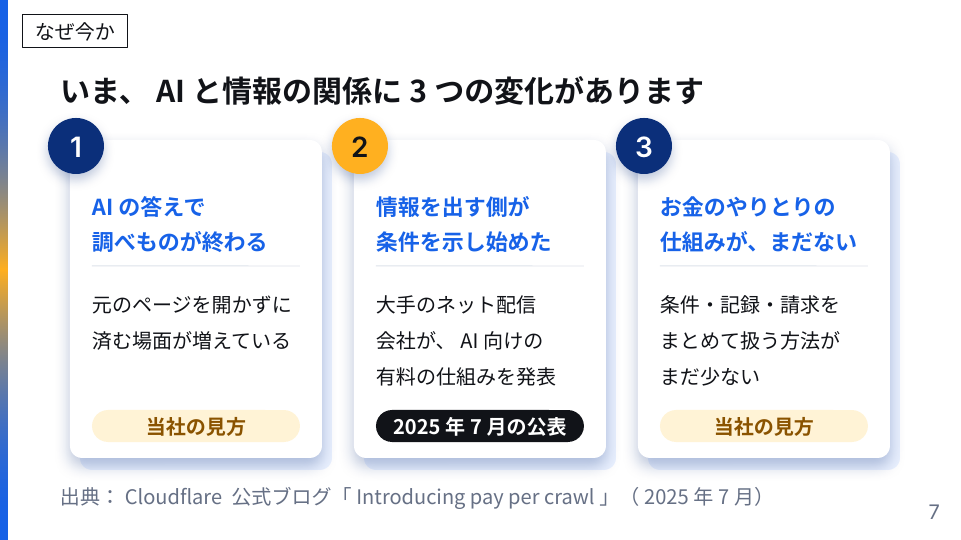 なぜ今か
いま、 AI と情報の関係に 3 つの変化があります
1
AI の答えで
調べものが終わる
元のページを開かずに
済む場面が増えている
当社の見方
2
情報を出す側が
条件を示し始めた
大手のネット配信
会社が、 AI 向けの
有料の仕組みを発表
2025 年 7 月の公表
3
お金のやりとりの
仕組みが、まだない
条件・記録・請求を
まとめて扱う方法が
まだ少ない
当社の見方
出典： Cloudflare 公式ブログ「 Introducing pay per crawl 」（ 2025 年 7 月）
7